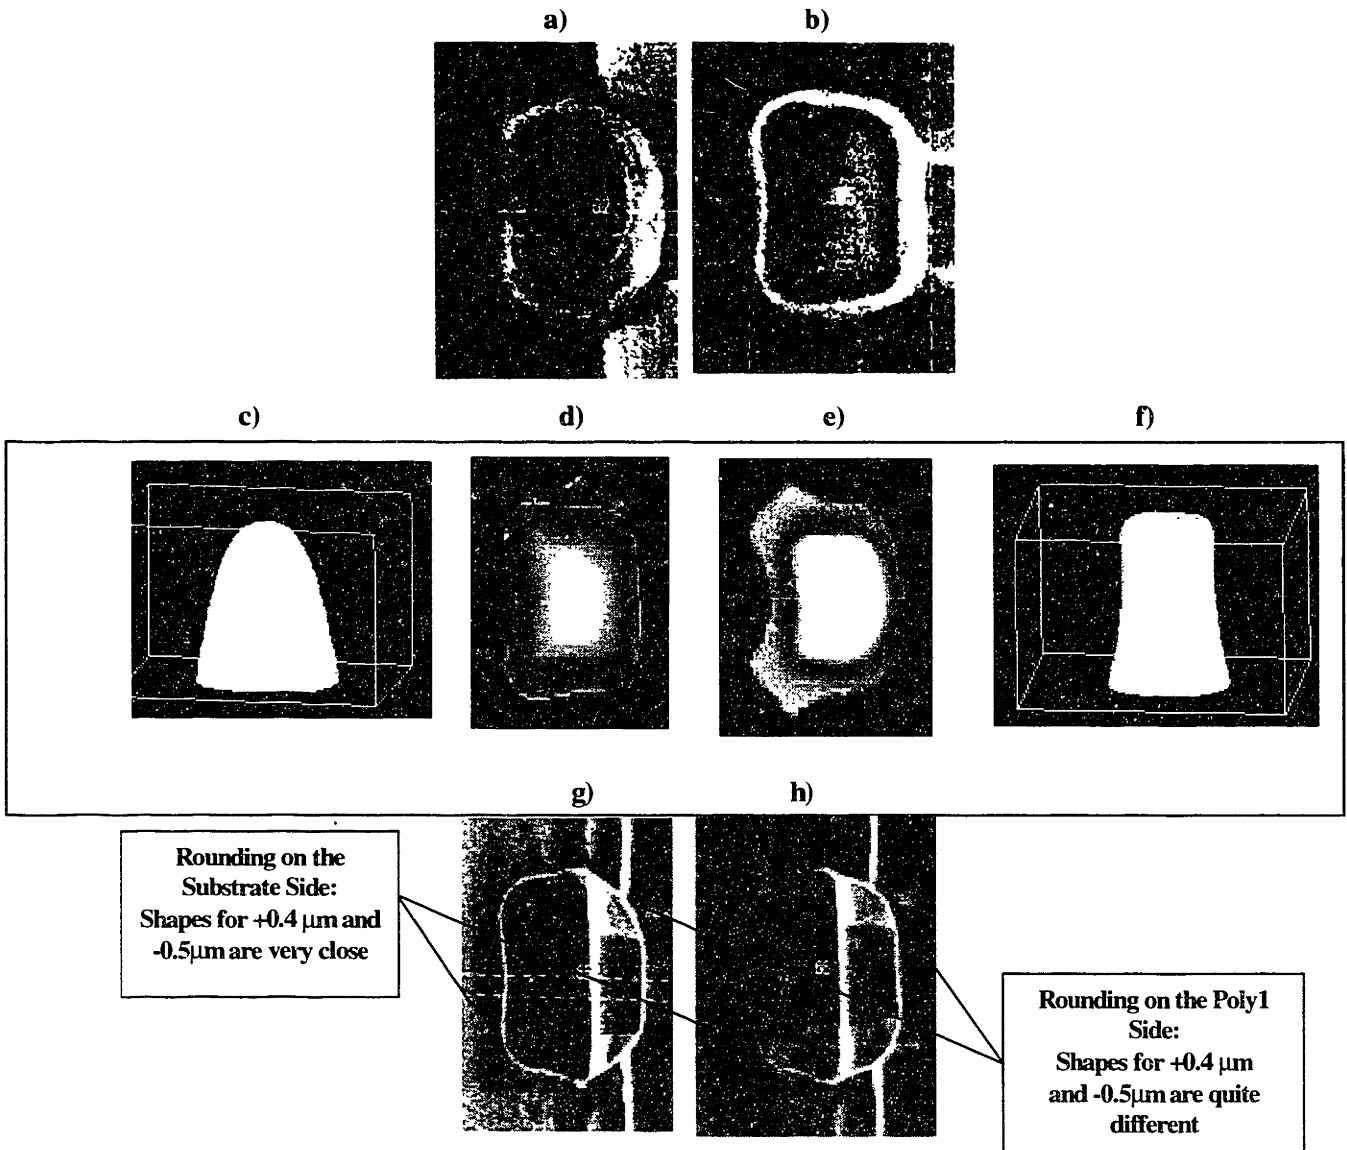 a)
b)
c)
d)
e)
f)
g)
h)
Rounding on the
Substrate Side:
Shapes for +0.4 μm and
-0.5μm are very close
Rounding on the Poly1
Side:
Shapes for +0.4 μm
and -0.5μm are quite
different